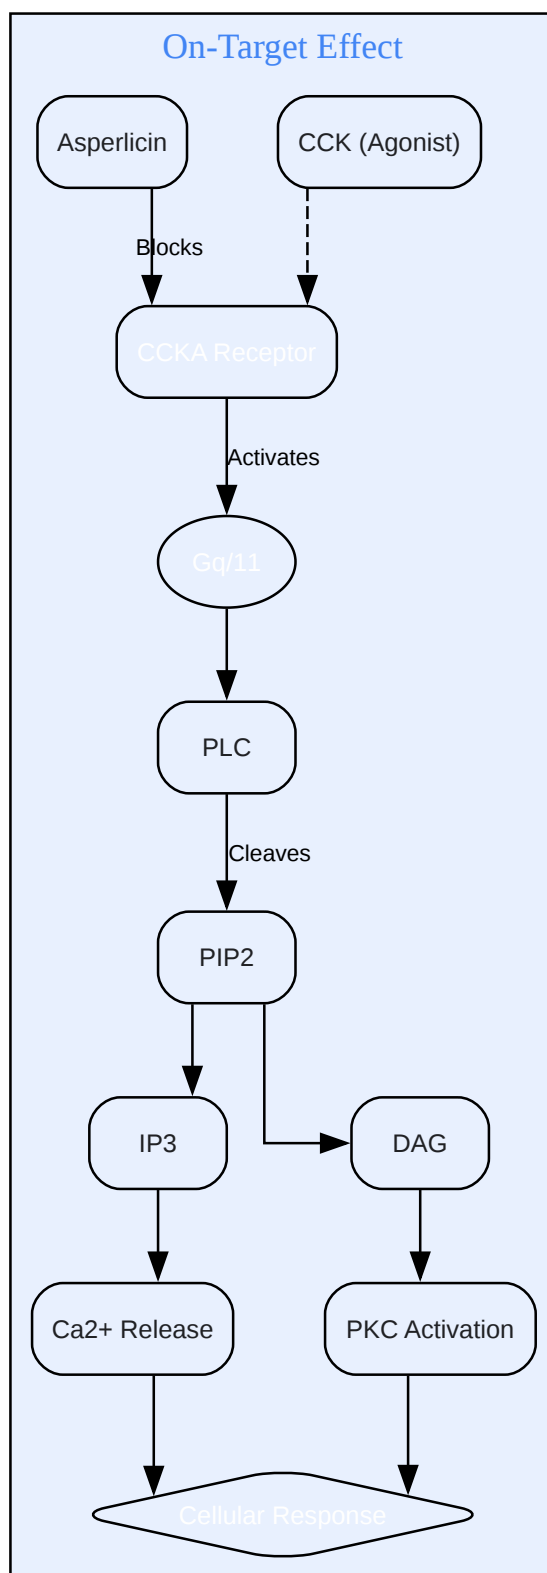 On-Target Effect
Asperlicin
CCK (Agonist)
Blocks
CCKA Receptor
Activates
Gq/11
PLC
Cleaves
PIP2
IP3
DAG
Ca2+ Release
PKC Activation
Cellular Response